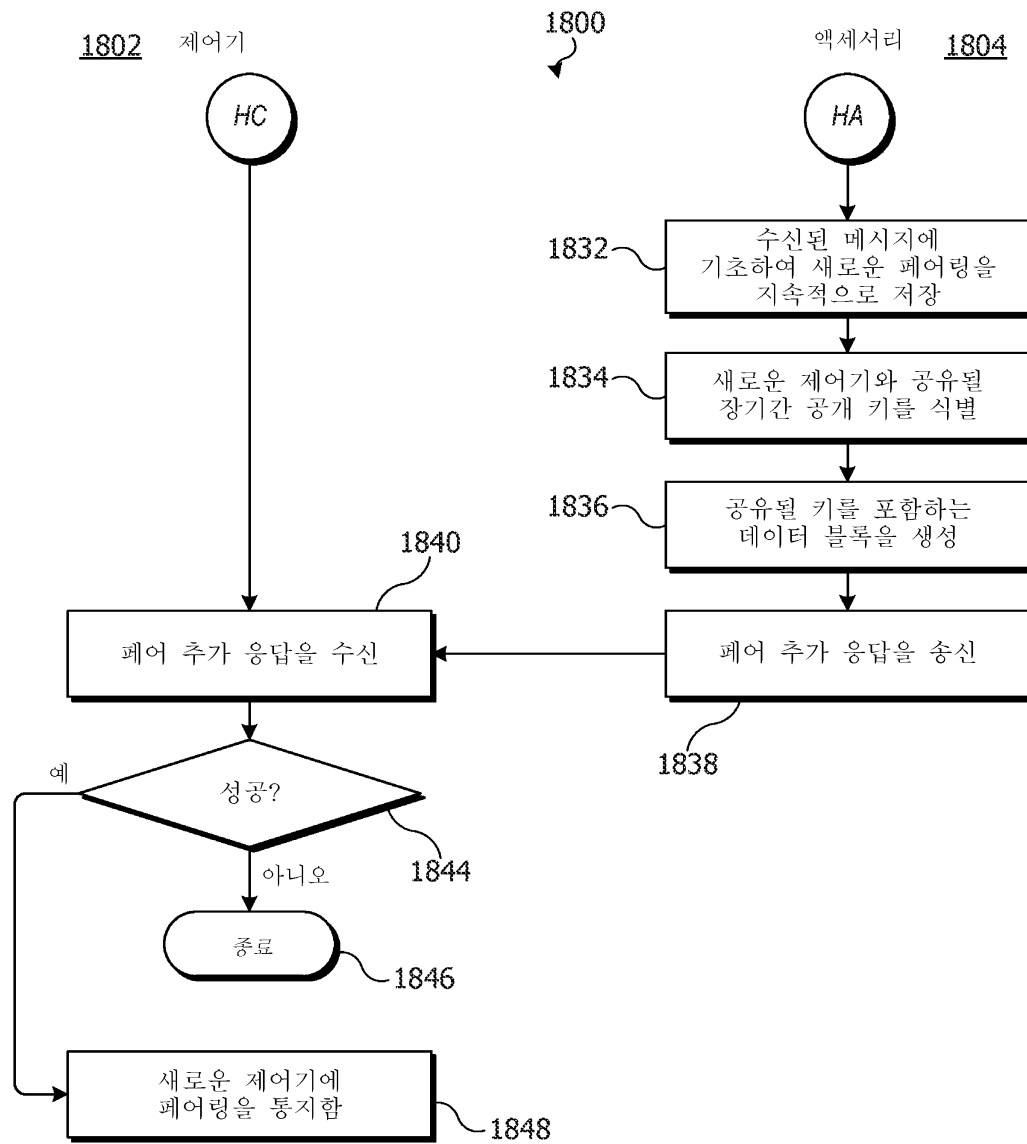 1800
1802 제어기
액세서리 1804
HC
HA
1832
수신된 메시지에
기초하여 새로운 페어링을
지속적으로 저장
1834
새로운 제어기와 공유될
장기간 공개 키를 식별
1836
공유될 키를 포함하는
데이터 블록을 생성
1840
페어 추가 응답을 수신
페어 추가 응답을 송신
1838
예
성공?
1844
아니오
종료
1846
새로운 제어기에
페어링을 통지함
1848